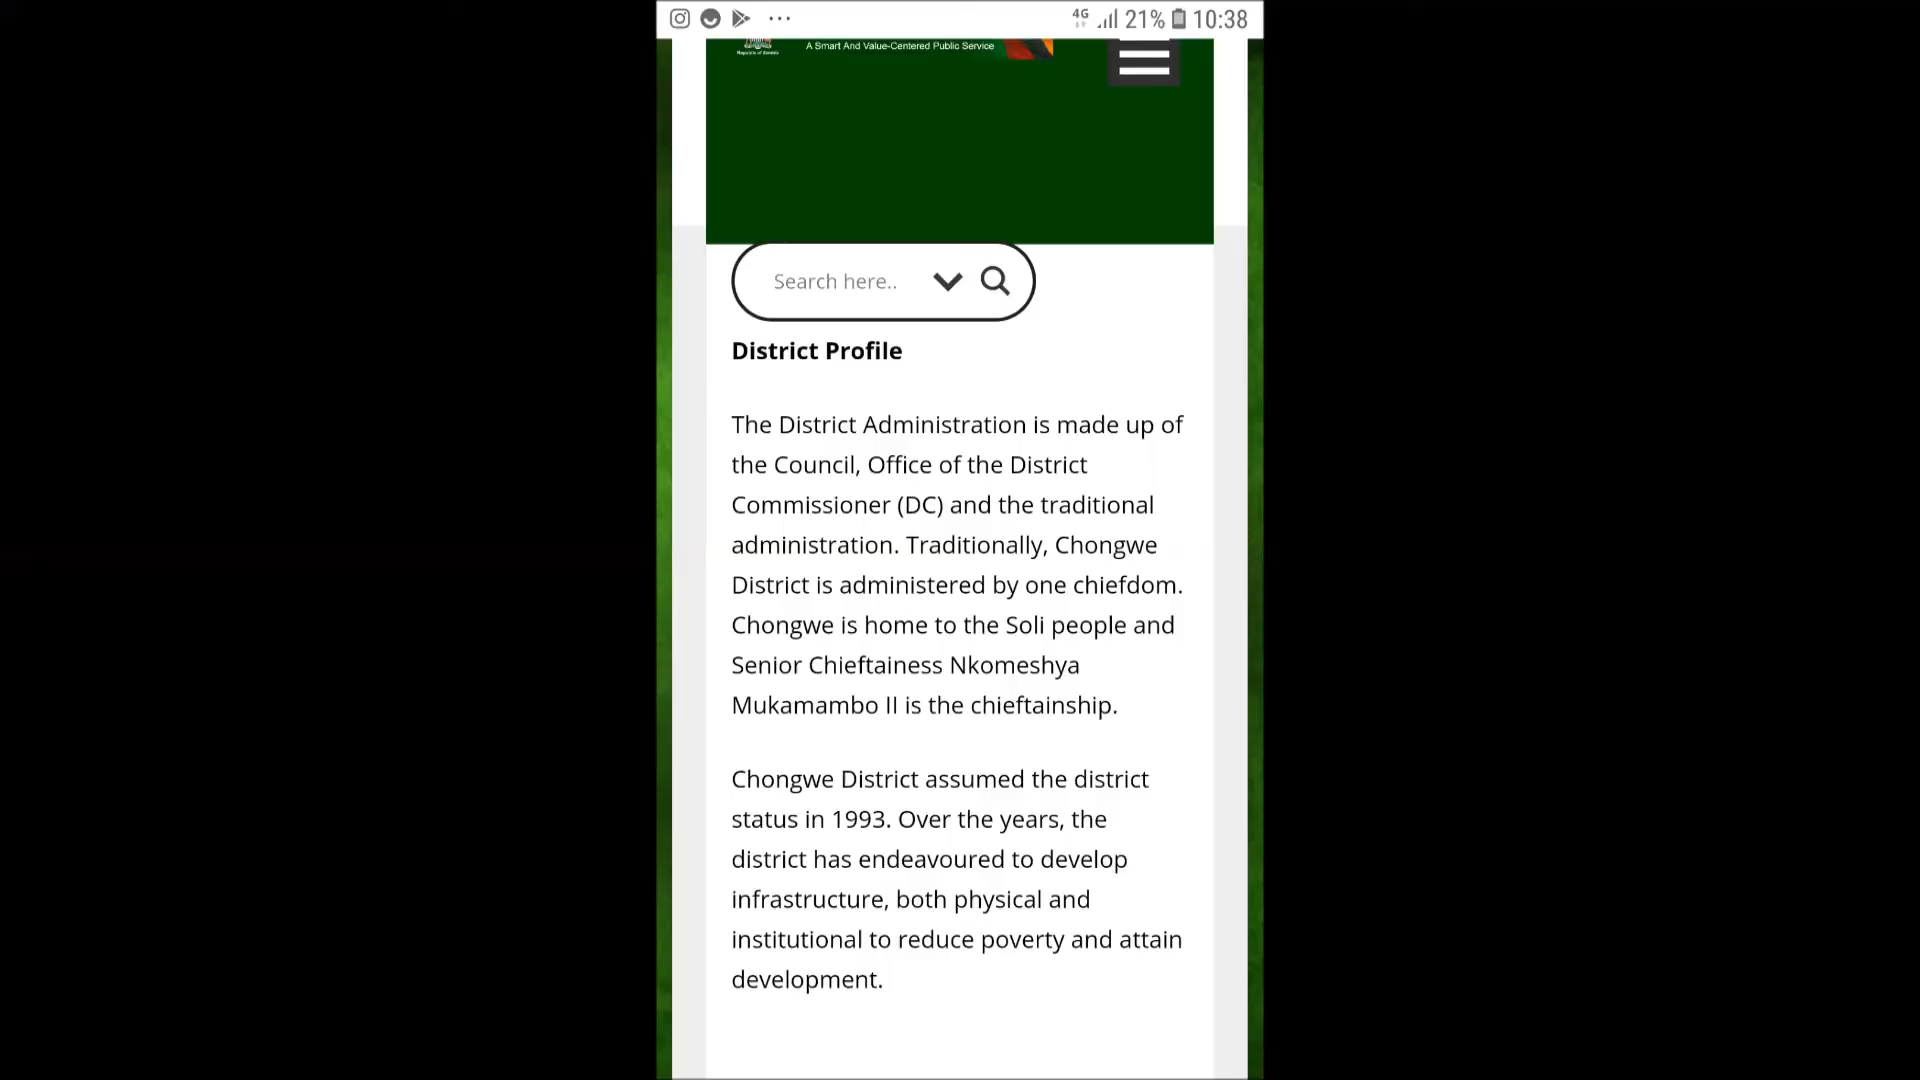 4G 21% 10:38
Republic of Zambia
A Smart And Value-Centered Public Service
Search here..
District Profile
The District Administration is made up of
the Council, Office of the District
Commissioner (DC) and the traditional
administration. Traditionally, Chongwe
District is administered by one chiefdom.
Chongwe is home to the Soli people and
Senior Chieftainess Nkomeshya
Mukamambo II is the chieftainship.
Chongwe District assumed the district
status in 1993. Over the years, the
district has endeavoured to develop
infrastructure, both physical and
institutional to reduce poverty and attain
development.